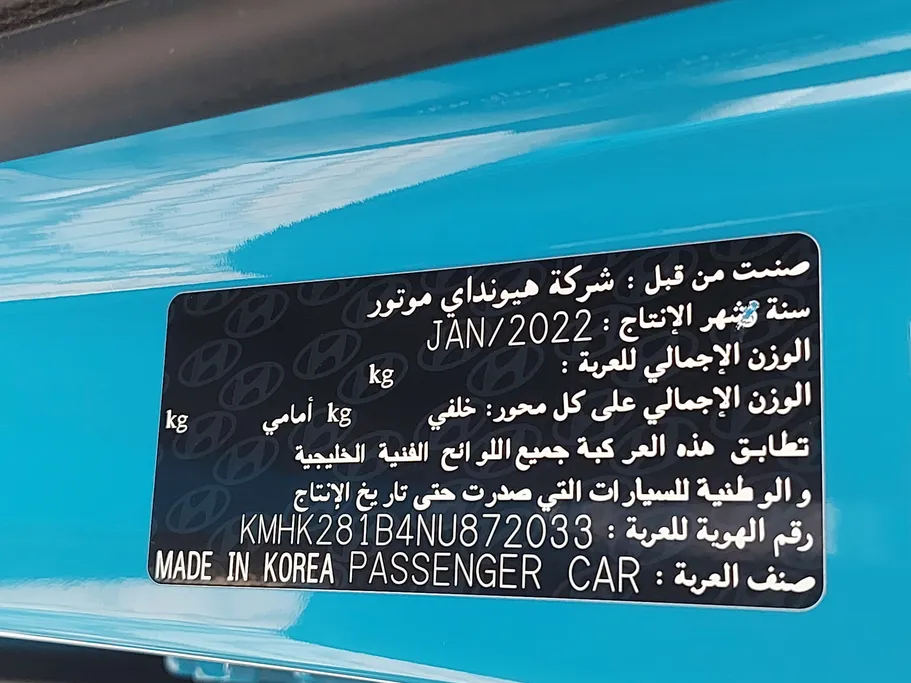 صنعت من قبل : شركة هيونداي موتور
سنة وشهر الإنتاج : JAN/2022
الوزن الإجمالي للعربة : kg
الوزن الإجمالي على كل محور: خلفي kg أمامي kg
تطابق هذه العركبة جميع اللوائح الفنية الخليجية
والوطنية للسيارات التي صدرت حتى تاريخ الإنتاج
رقم الهوية للعربة : KMHK281B4NU872033
صنف العربة : PASSENGER CAR MADE IN KOREA